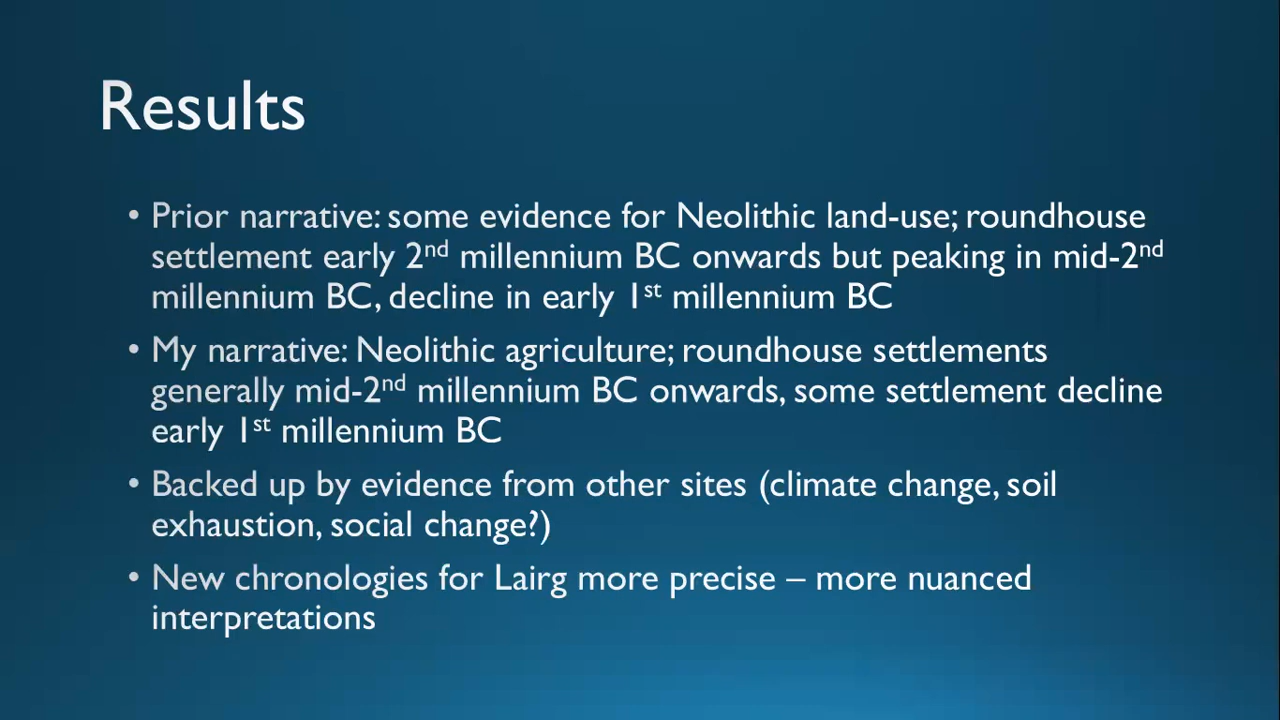 Results
• Prior narrative: some evidence for Neolithic land-use; roundhouse
settlement early 2nd millennium BC onwards but peaking in mid-2nd
millennium BC, decline in early 1st millennium BC
• My narrative: Neolithic agriculture; roundhouse settlements
generally mid-2nd millennium BC onwards, some settlement decline
early 1st millennium BC
• Backed up by evidence from other sites (climate change, soil
exhaustion, social change?)
• New chronologies for Lairg more precise – more nuanced
interpretations